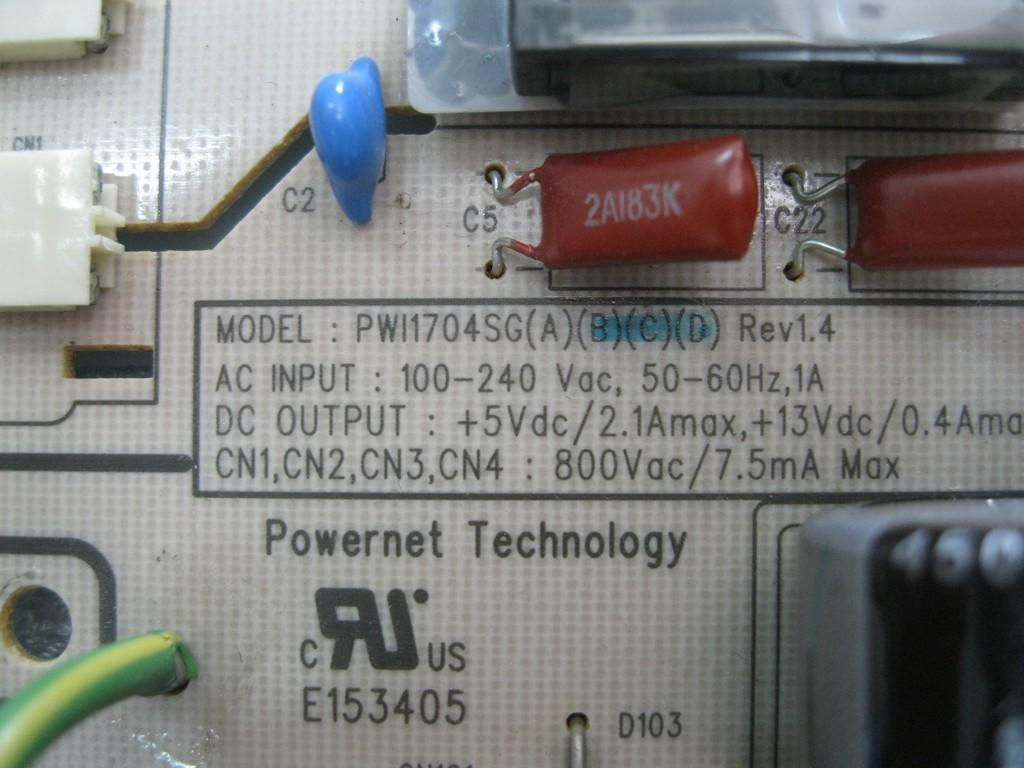 CN1
C2
C5
2A183K
C22
MODEL : PWI1704SG(A)(B)(C)(D) Rev1.4
AC INPUT : 100-240 Vac, 50-60Hz,1A
DC OUTPUT : +5Vdc/2.1Amax,+13Vdc/0.4Ama
CN1,CN2,CN3,CN4 : 800Vac/7.5mA Max
Powernet Technology
C RU US
E153405
D103
450